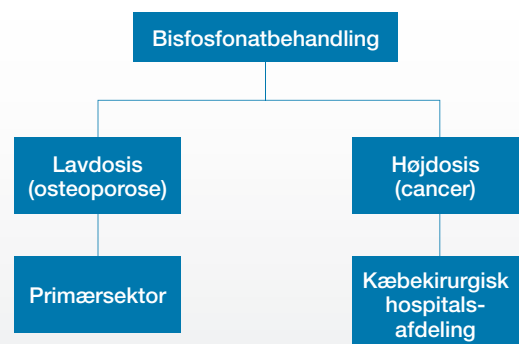 Bisfosfonatbehandling
Lavdosis
(osteoporose)
Højdosis
(cancer)
Primærsektor
Kæbekirurgisk
hospitals-
afdeling